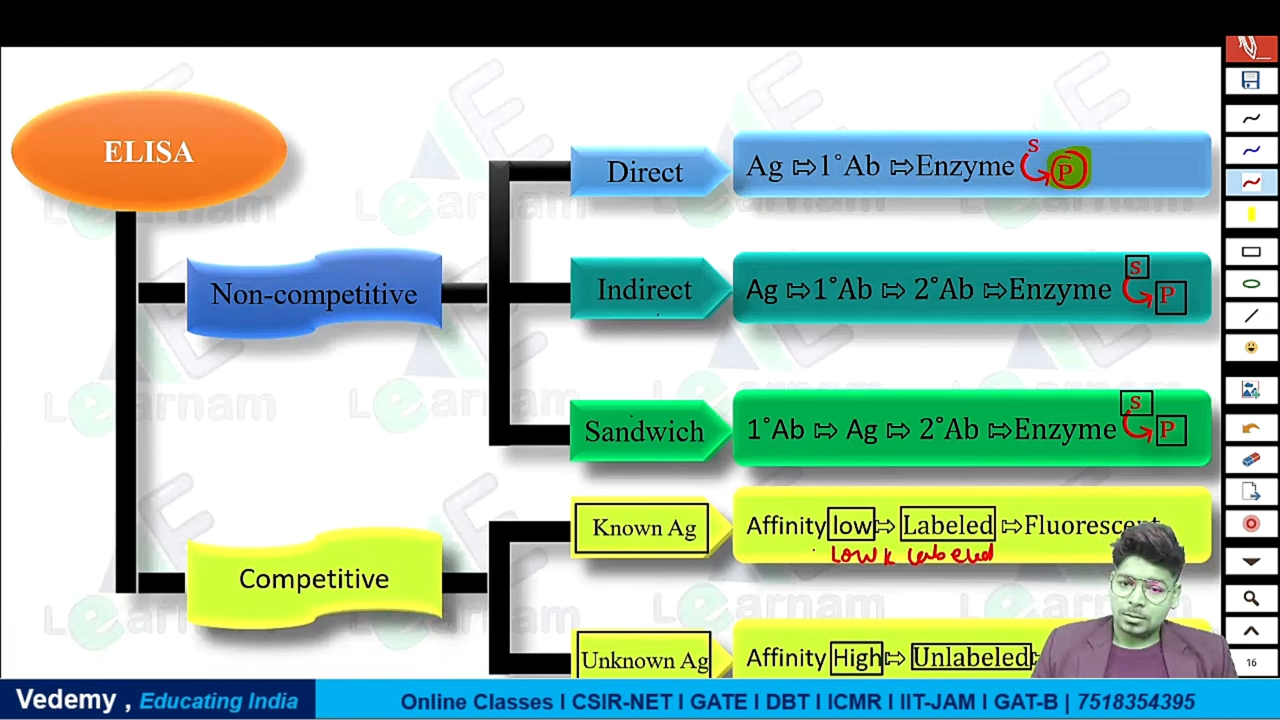 ELISA
Direct
Ag ⇨1˚Ab ⇨Enzyme
S
P
Non-competitive
Indirect
Ag ⇨1˚Ab ⇨ 2˚Ab ⇨Enzyme
S
P
Sandwich
1˚Ab ⇨ Ag ⇨ 2˚Ab ⇨Enzyme
S
P
Competitive
Known Ag
Affinity low⇨ Labeled ⇨Fluorescent
Low labeled
Unknown Ag
Affinity High⇨ Unlabeled⇨
Learnam
16
Vedemy , Educating India
Online Classes I CSIR-NET I GATE I DBT I ICMR I IIT-JAM I GAT-B | 7518354395